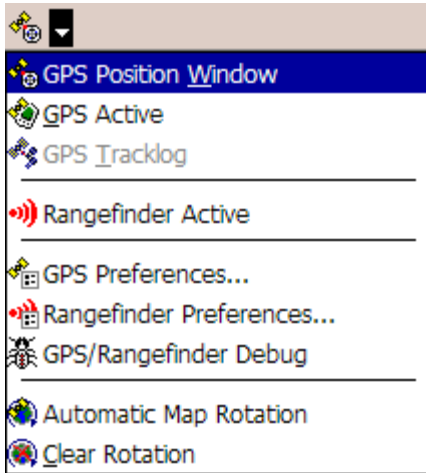 GPS Position Window
GPS Active
GPS Tracklog
Rangefinder Active
GPS Preferences...
Rangefinder Preferences...
GPS/Rangefinder Debug
Automatic Map Rotation
Clear Rotation